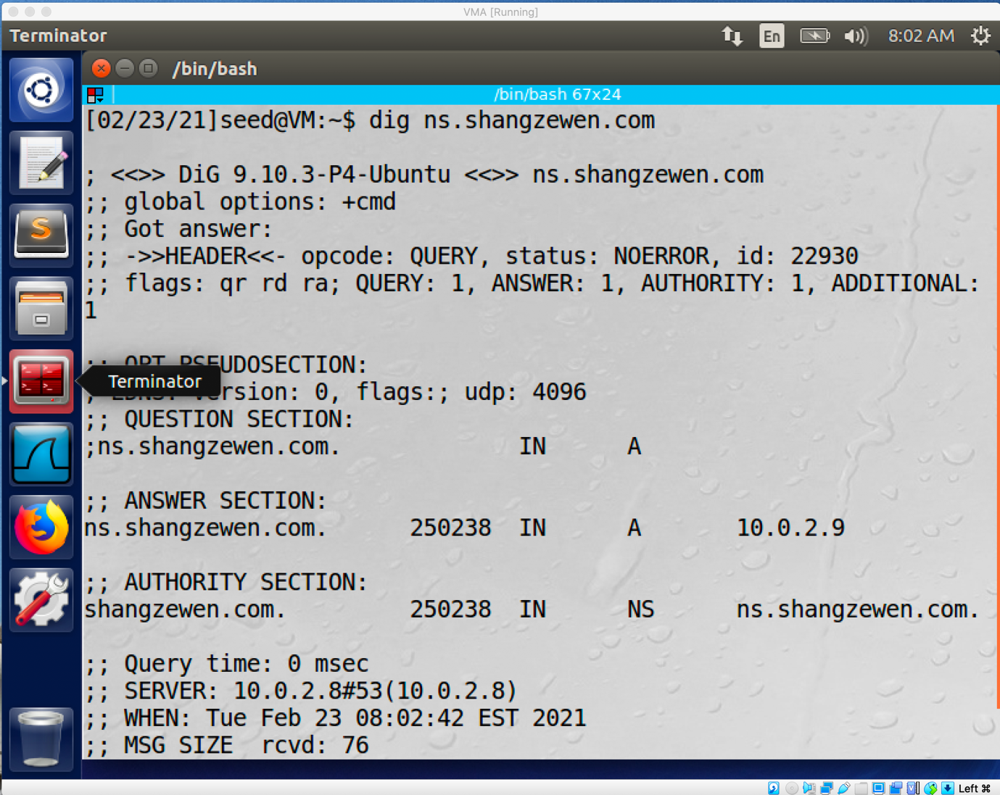 VMA [Running]
Terminator
En
8:02 AM
/bin/bash
/bin/bash 67x24
[02/23/21]seed@VM:~$ dig ns.shangzewen.com
; <<>> DiG 9.10.3-P4-Ubuntu <<>> ns.shangzewen.com
;; global options: +cmd
;; Got answer:
;; ->>HEADER<<- opcode: QUERY, status: NOERROR, id: 22930
;; flags: qr rd ra; QUERY: 1, ANSWER: 1, AUTHORITY: 1, ADDITIONAL:
1
;; OPT PSEUDOSECTION:
Terminator
; EDNS: version: 0, flags:; udp: 4096
;; QUESTION SECTION:
;ns.shangzewen.com. IN A
;; ANSWER SECTION:
ns.shangzewen.com. 250238 IN A 10.0.2.9
;; AUTHORITY SECTION:
shangzewen.com. 250238 IN NS ns.shangzewen.com.
;; Query time: 0 msec
;; SERVER: 10.0.2.8#53(10.0.2.8)
;; WHEN: Tue Feb 23 08:02:42 EST 2021
;; MSG SIZE rcvd: 76
Left ⌘